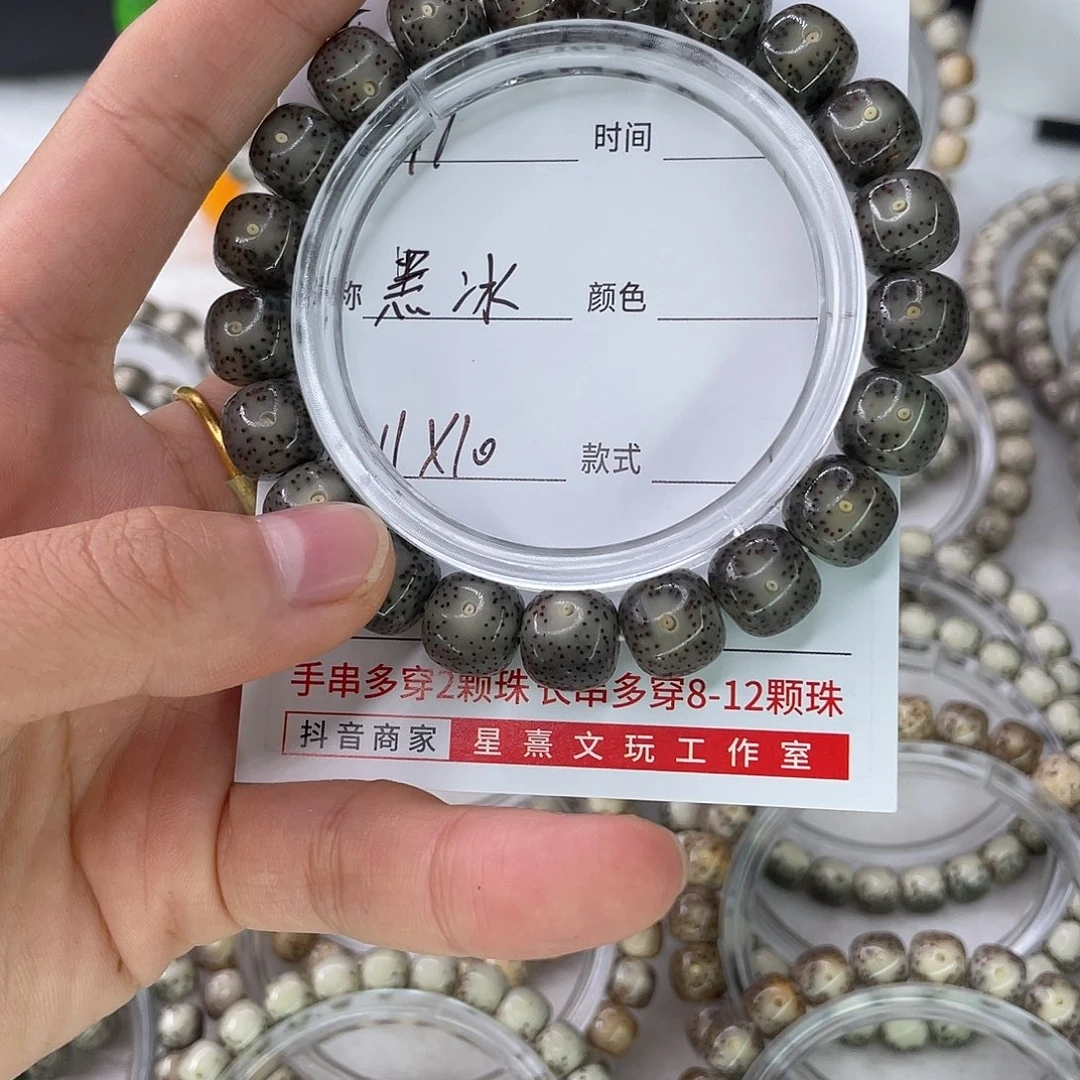 时间
称 黑冰 颜色
11X10 款式
手串多穿2颗珠 长串多穿8-12颗珠
抖音商家 星熹文玩工作室